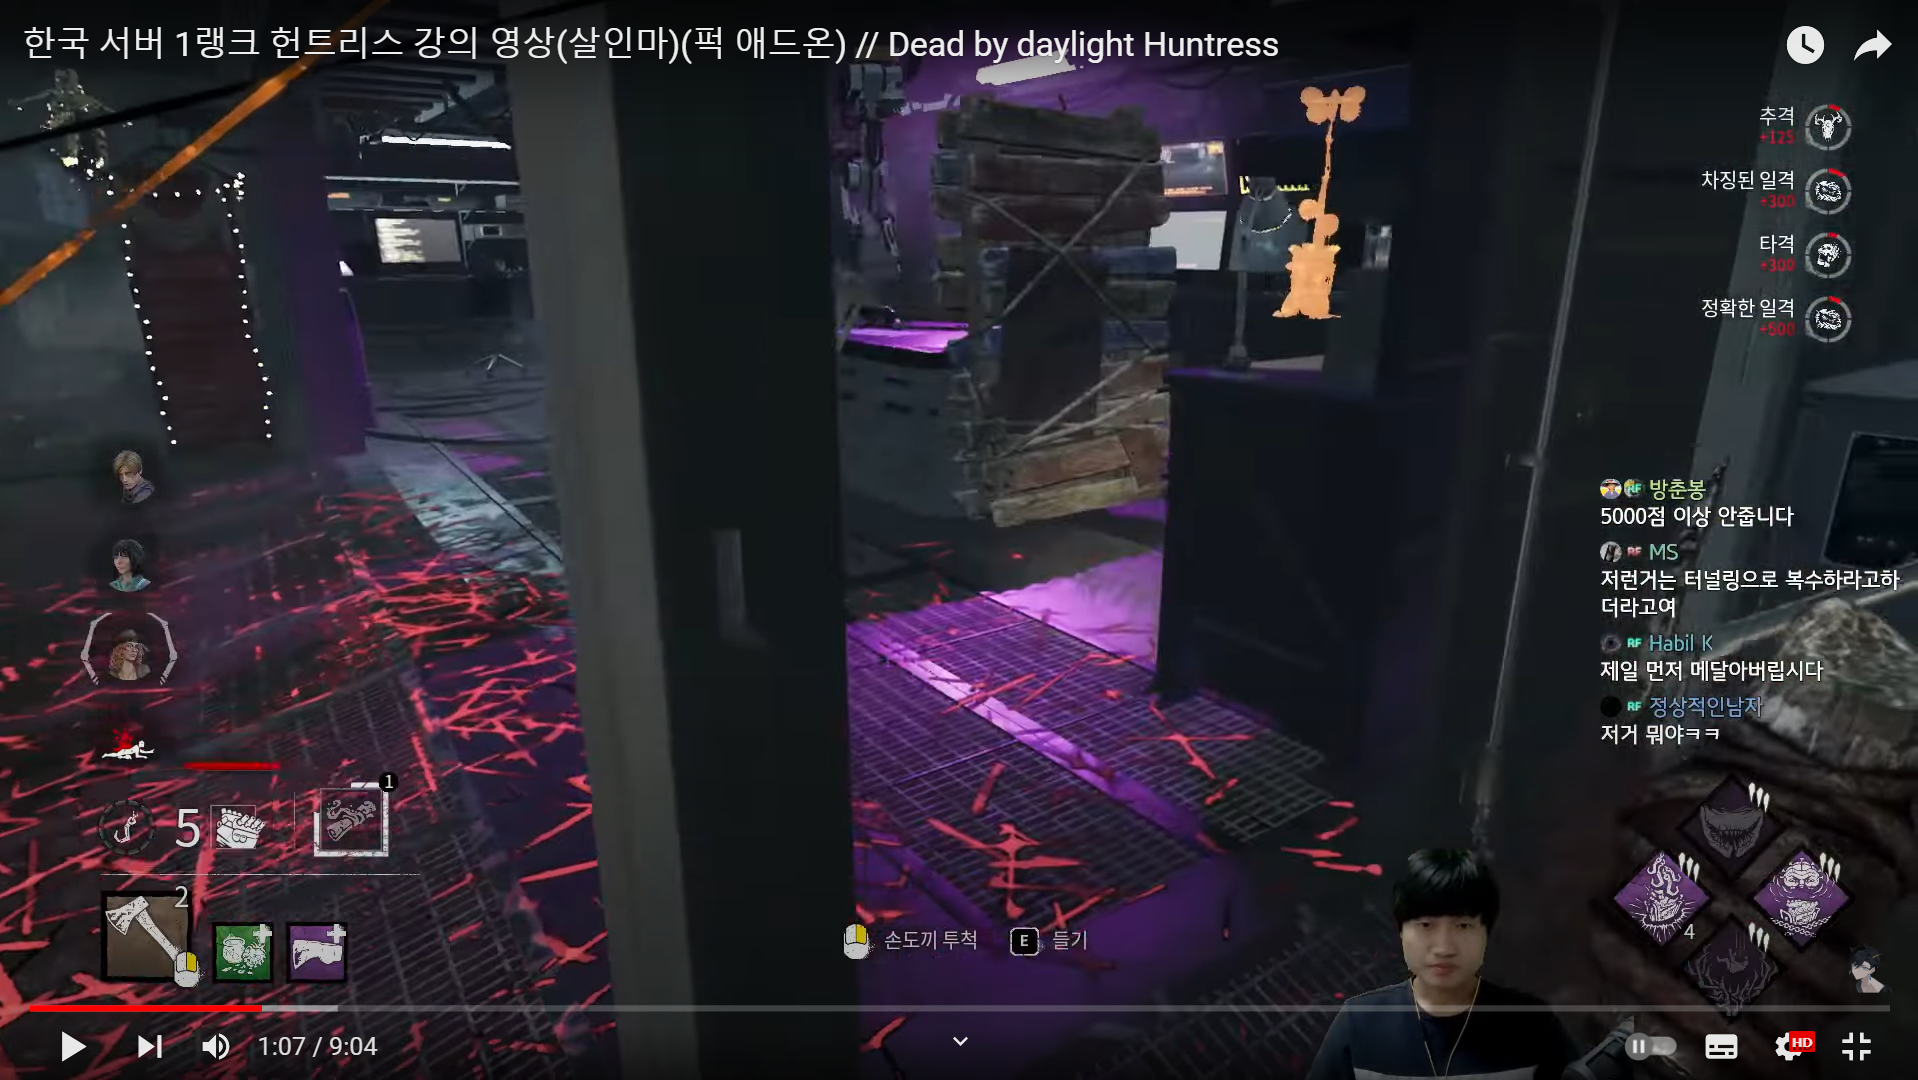 한국 서버 1랭크 헌트리스 강의 영상(살인마)(퍽 애드온) // Dead by daylight Huntress
추격
+125
차징된 일격
+300
타격
+300
정확한 일격
+500
RF 방춘봉
5000점 이상 안줍니다
RF MS
저런거는 터널링으로 복수하라고하
더라고여
RF Habil K
제일 먼저 메달아버립시다
RF 정상적인남자
저거 뭐야ㅋㅋ
1
5
2
4
손도끼 투척 E 들기
1:07 / 9:04
HD